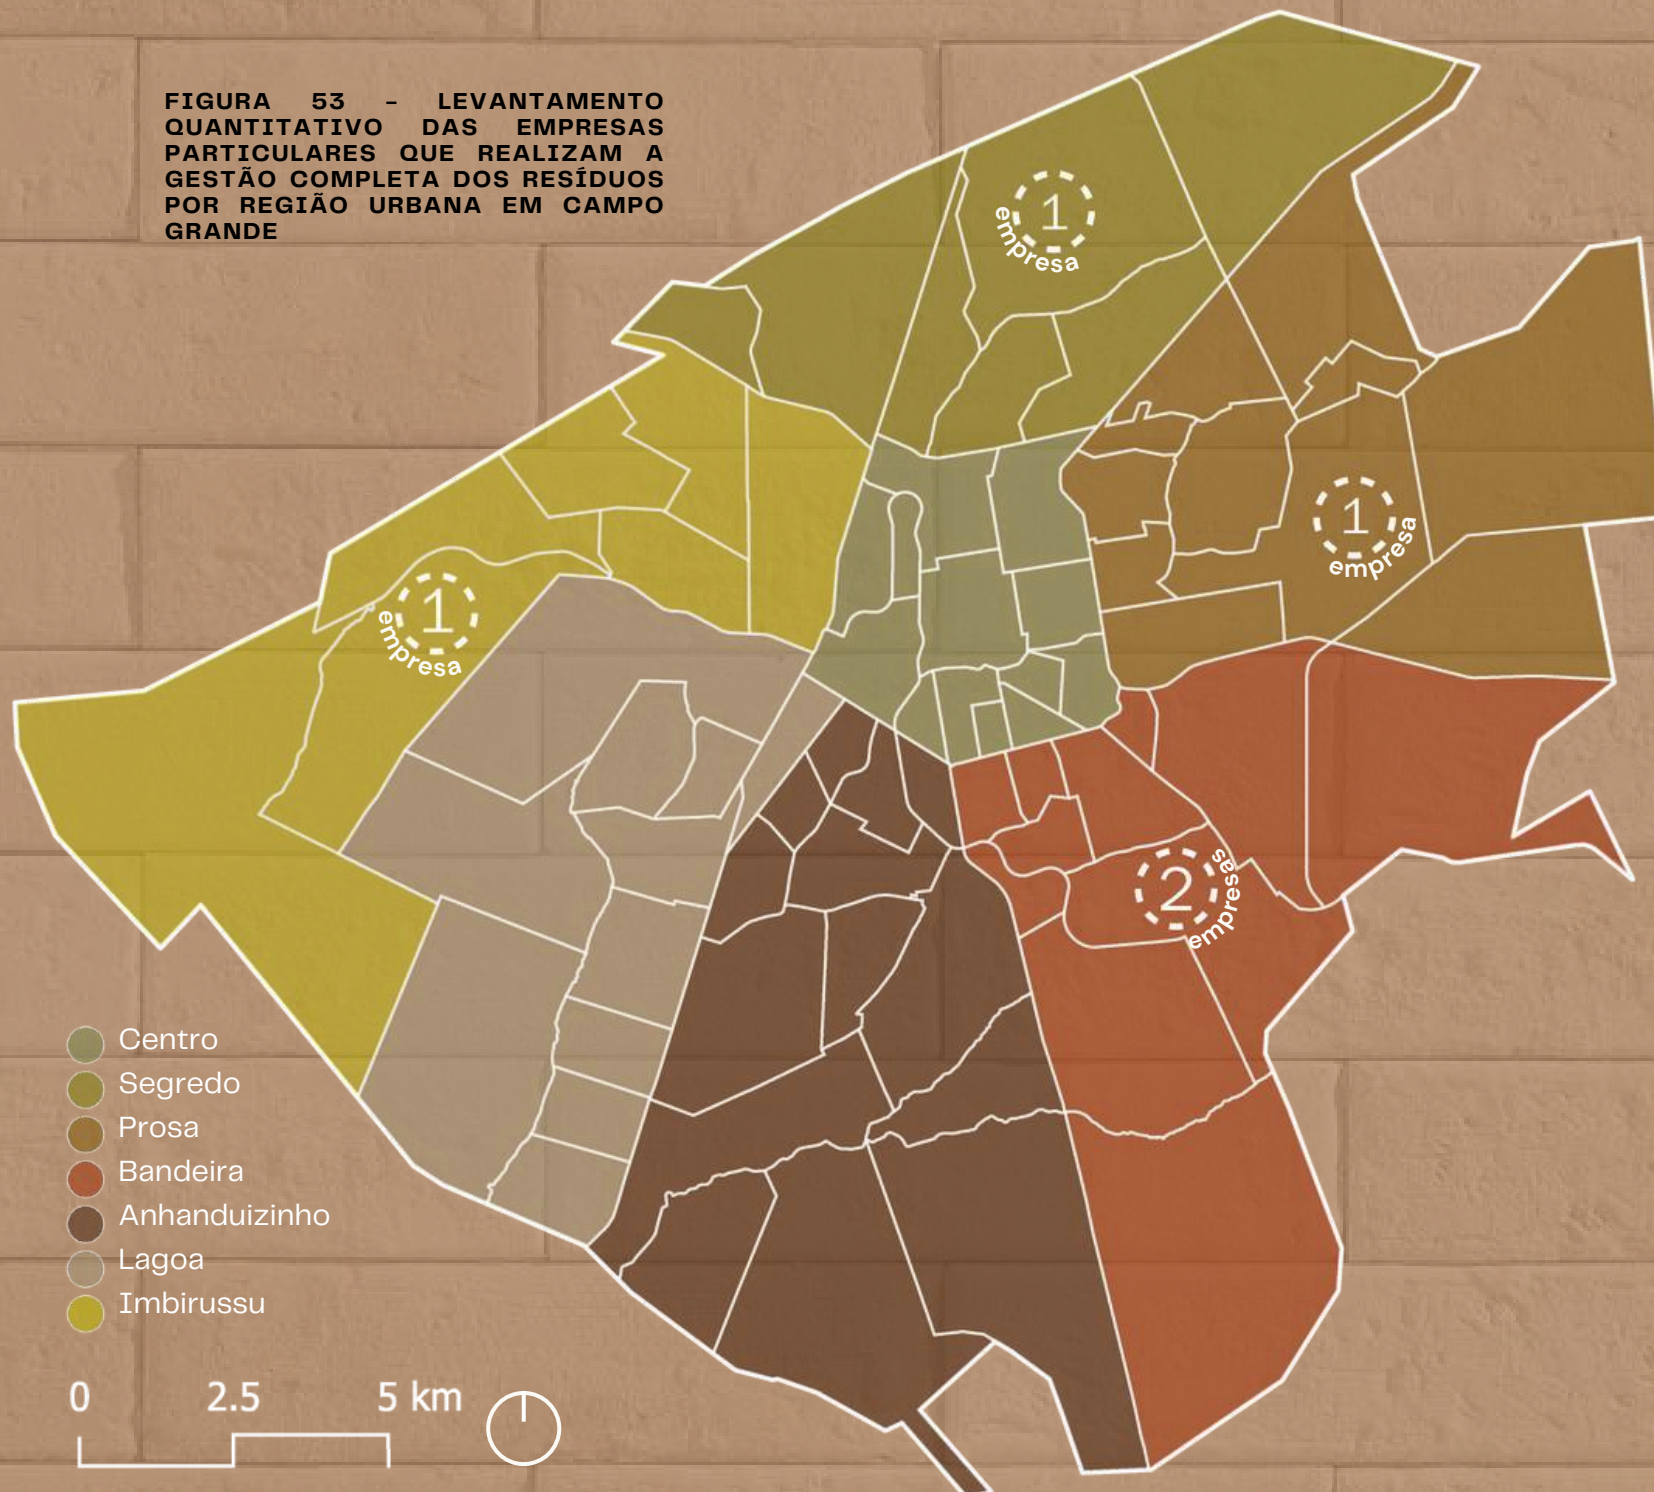 FIGURA 53 - LEVANTAMENTO
QUANTITATIVO DAS EMPRESAS
PARTICULARES QUE REALIZAM A
GESTÃO COMPLETA DOS RESÍDUOS
POR REGIÃO URBANA EM CAMPO
GRANDE
1
empresa
1
empresa
1
empresa
2
empresas
Centro
Segredo
Prosa
Bandeira
Anhanduizinho
Lagoa
Imbirussu
0 2.5 5 km